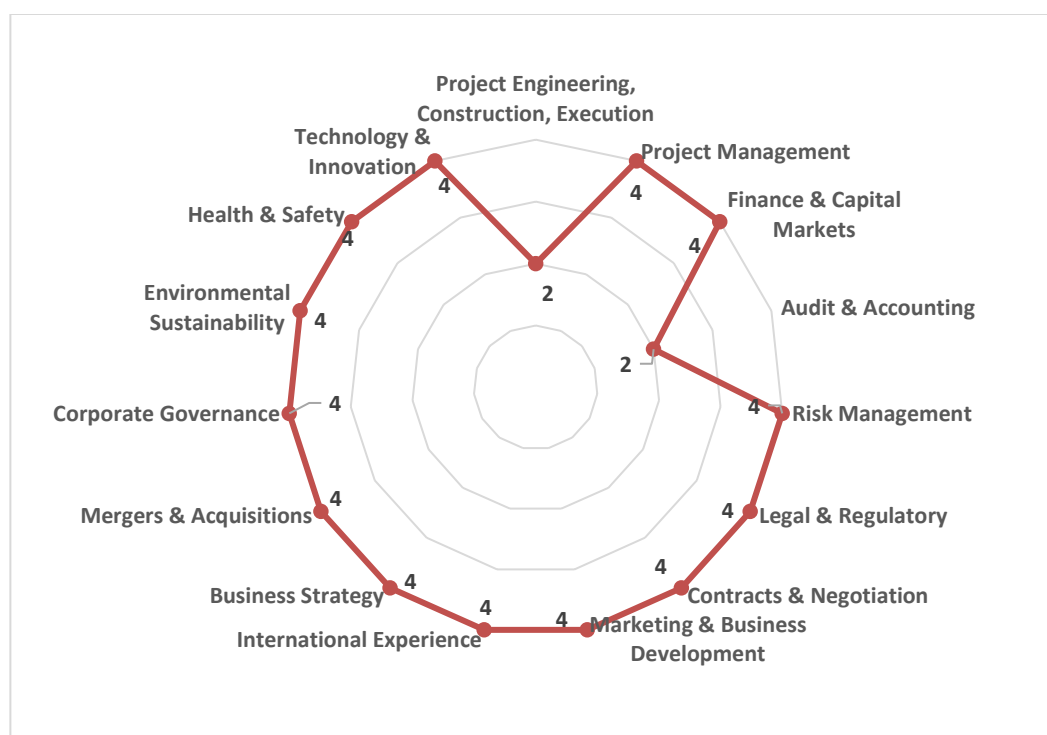 Project Engineering,
Construction, Execution
Technology &
Innovation
Project Management
4
4
Finance & Capital
Markets
Health & Safety
4
4
Environmental
Sustainability
4
2
Audit & Accounting
2
Corporate Governance
4
4
Risk Management
Mergers & Acquisitions
4
4
Legal & Regulatory
Business Strategy
4
4
Contracts & Negotiation
International Experience
4
4
Marketing & Business
Development